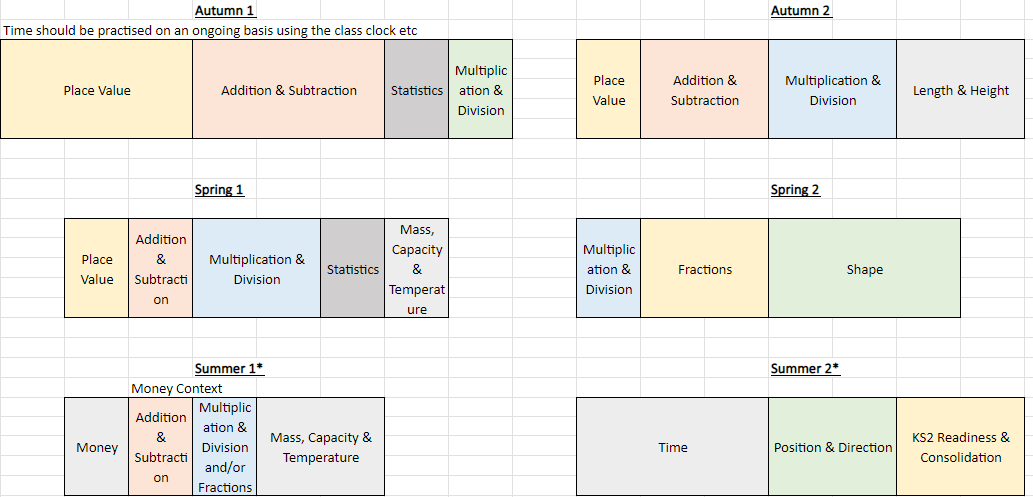 Autumn 1
Autumn 2
Time should be practised on an ongoing basis using the class clock etc
Place Value
Addition & Subtraction
Statistics
Multiplic
ation &
Division
Place
Value
Addition &
Subtraction
Multiplication &
Division
Length & Height
Spring 1
Spring 2
Place
Value
Addition
&
Subtracti
on
Multiplication &
Division
Statistics
Mass,
Capacity
&
Temperat
ure
Multiplic
ation &
Division
Fractions
Shape
Summer 1*
Summer 2*
Money Context
Money
Addition
&
Subtracti
on
Multiplic
ation &
Division
and/or
Fractions
Mass, Capacity &
Temperature
Time
Position & Direction
KS2 Readiness &
Consolidation